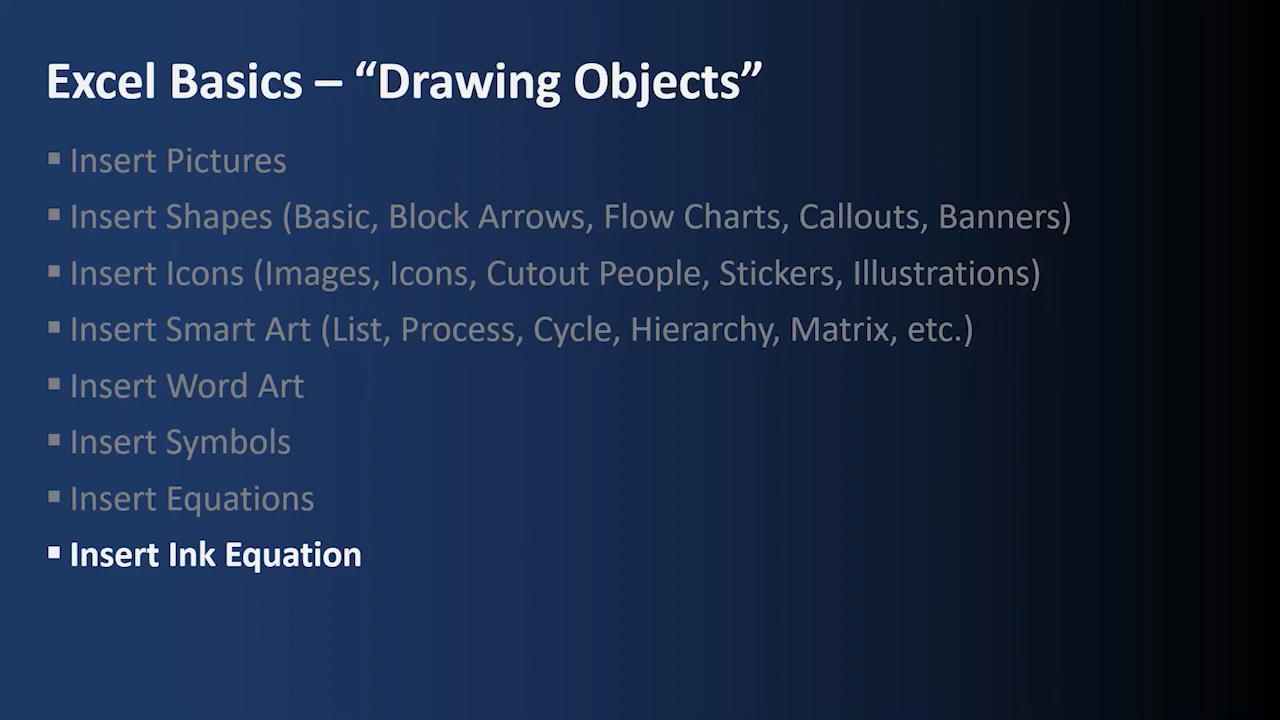 Excel Basics – “Drawing Objects”
▪ Insert Pictures
▪ Insert Shapes (Basic, Block Arrows, Flow Charts, Callouts, Banners)
▪ Insert Icons (Images, Icons, Cutout People, Stickers, Illustrations)
▪ Insert Smart Art (List, Process, Cycle, Hierarchy, Matrix, etc.)
▪ Insert Word Art
▪ Insert Symbols
▪ Insert Equations
▪ Insert Ink Equation